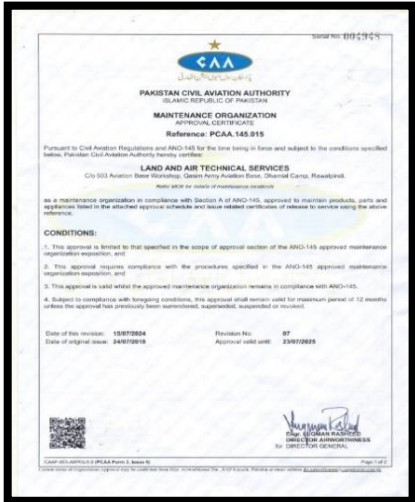 Serial No. 004948
CAA
PAKISTAN CIVIL AVIATION AUTHORITY
ISLAMIC REPUBLIC OF PAKISTAN
MAINTENANCE ORGANIZATION
APPROVAL CERTIFICATE
Reference: PCAA.145.015
Pursuant to Civil Aviation Regulations and ANO-145 for the time being in force and subject to the conditions specified
below, Pakistan Civil Aviation Authority hereby certifies:
LAND AND AIR TECHNICAL SERVICES
C/o 503 Aviation Base Workshop, Qasim Army Aviation Base, Dhamial Camp, Rawalpindi.
Refer MOE for details of maintenance locations
as a maintenance organization in compliance with Section A of ANO-145, approved to maintain products, parts and
appliances listed in the attached approval schedule and issue related certificates of release to service using the above
reference.
CONDITIONS:
1. This approval is limited to that specified in the scope of approval section of the ANO-145 approved maintenance
organization exposition, and
2. This approval requires compliance with the procedures specified in the ANO-145 approved maintenance
organization exposition, and
3. This approval is valid whilst the approved maintenance organization remains in compliance with ANO-145.
4. Subject to compliance with foregoing conditions, this approval shall remain valid for maximum period of 12 months
unless the approval has previously been surrendered, superseded, suspended or revoked.
Date of this revision: 15/07/2024 Revision No: 07
Date of original issue: 24/07/2018 Approval valid until: 23/07/2025
Engr. LUQMAN RASHEED
DIRECTOR AIRWORTHINESS
for DIRECTOR GENERAL
Page 1 of 2